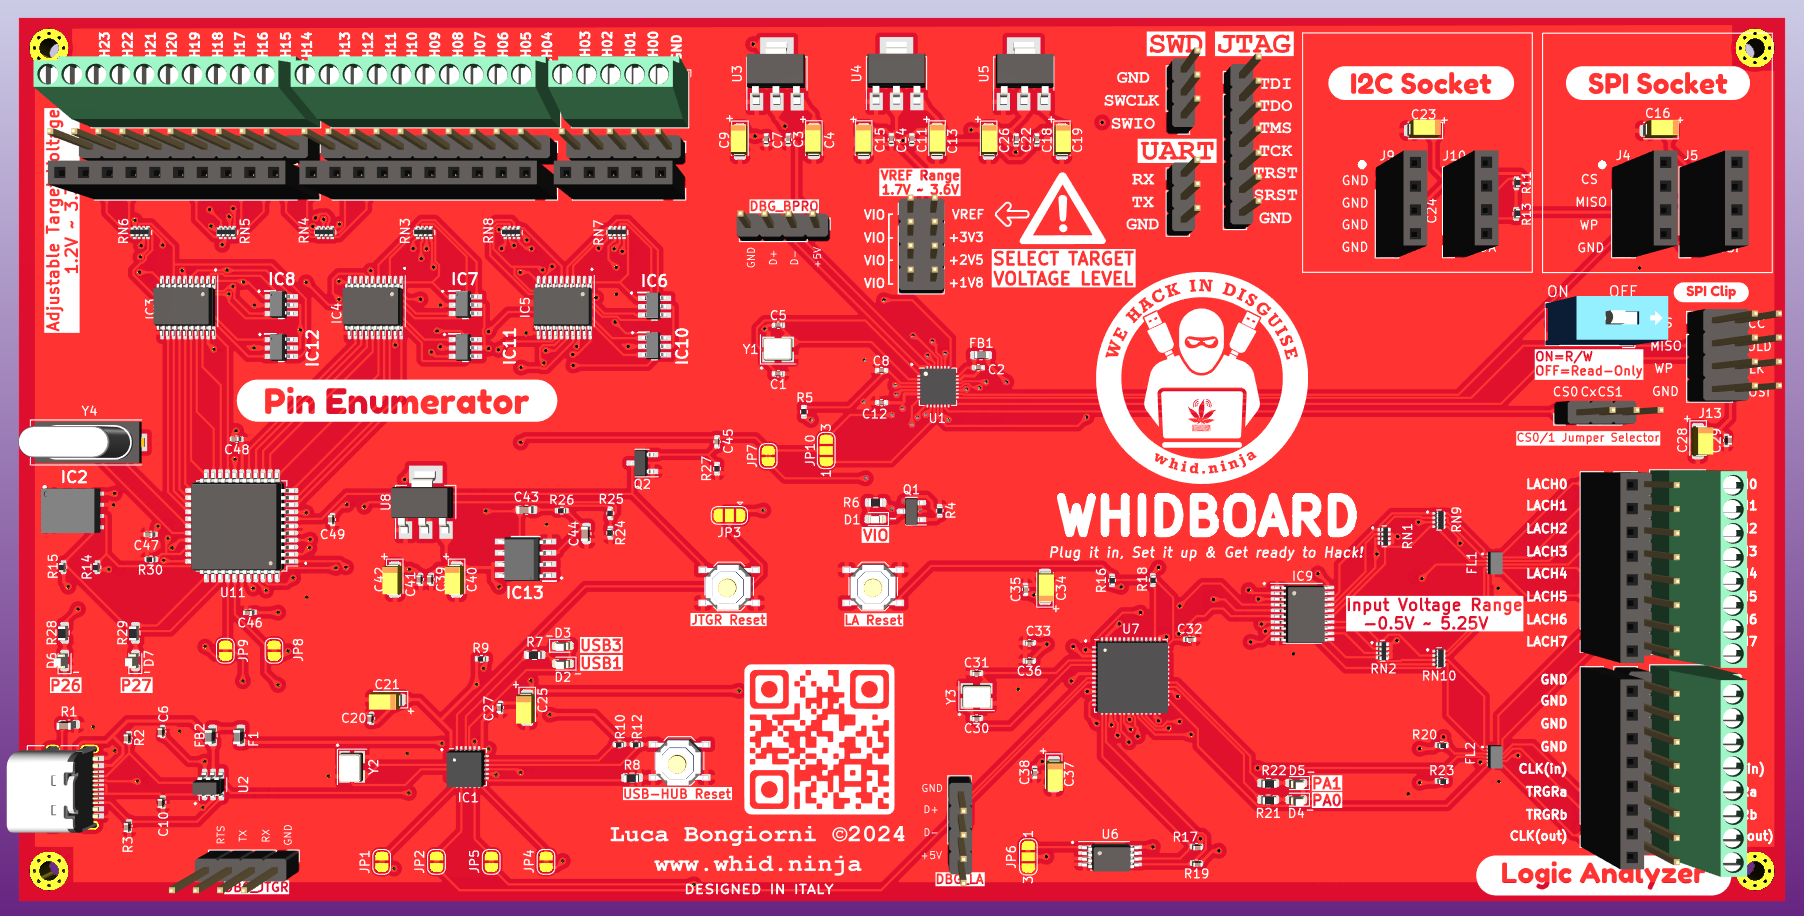 H23 H22 H21 H20 H19 H18 H17 H16 H15 H14 H13 H12 H11 H10 H09 H08 H07 H06 H05 H04 H03 H02 H01 H00 GND
Adjustable Target Voltage
1.2V ~ 3.
RN6 RN5 RN4 RN3 RN8 RN7
IC3 IC8 IC12 IC4 IC7 IC11 IC5 IC6 IC10
Pin Enumerator
U3 U4 U5
C9 C7 C3 C4 C15 C14 C11 C13 C26 C22 C18 C19
VREF Range
1.7V ~ 3.6V
DBG_BPRO
GND D+ D- +5V
VIO VREF
VIO +3V3
VIO +2V5
VIO +1V8
SELECT TARGET
VOLTAGE LEVEL
SWD
GND
SWCLK
SWIO
UART
RX
TX
GND
JTAG
TDI
TDO
TMS
TCK
TRST
SRST
GND
I2C Socket
C23
J9 J10
GND
GND
GND
GND
C24
R11
R13
SPI Socket
C16
J4 J5
CS
MISO
WP
GND
ON OFF
SPI Clip
MISO
WP
GND
ON=R/W
OFF=Read-Only
CS0 CxCS1
CS0/1 Jumper Selector
J13
C28 C29
C5
Y1
C1
C8
C12
R5
FB1
C2
U1
WE HACK IN DISGUISE
whid.ninja
WHIDBOARD
Plug it in, Set it up & Get ready to Hack!
Y4
IC2
C48
U11
C47
R30
R15 R14
C49
C46
R28 R29
D6 D7
P26 P27
JP9 JP8
U8
C43
R26
R25
R24
C44
C42 C41 C39 C40
IC13
Q2
R27
C45
JP7
JP10
1 3
JP3
R6
D1
VIO
Q1
R4
JTGR Reset
LA Reset
R9
R7
D3 USB3
D2 USB1
C21
C20
C27
C25
R10 R12
R8
USB-HUB Reset
R1
R2
C6
FB2 F1
U2
C10
R3
Y2
IC1
RTS TX RX GND
JTGR
JP1 JP2 JP5 JP4
Luca Bongiorni ©2024
www.whid.ninja
DESIGNED IN ITALY
GND
D+
D-
+5V
JP6
3 1
C35 C34
R16 R18
C33
C36
C31
Y3
C30
U7
C32
C38 C37
U6
R17
R19
IC9
RN1
RN9
RN2
RN10
Input Voltage Range
-0.5V ~ 5.25V
FL1
FL2
R20
R23
R22 D5 PA1
R21 D4 PA0
LACH0
LACH1
LACH2
LACH3
LACH4
LACH5
LACH6
LACH7
GND
GND
GND
GND
CLK(in)
TRGRa
TRGRb
CLK(out)
Logic Analyzer